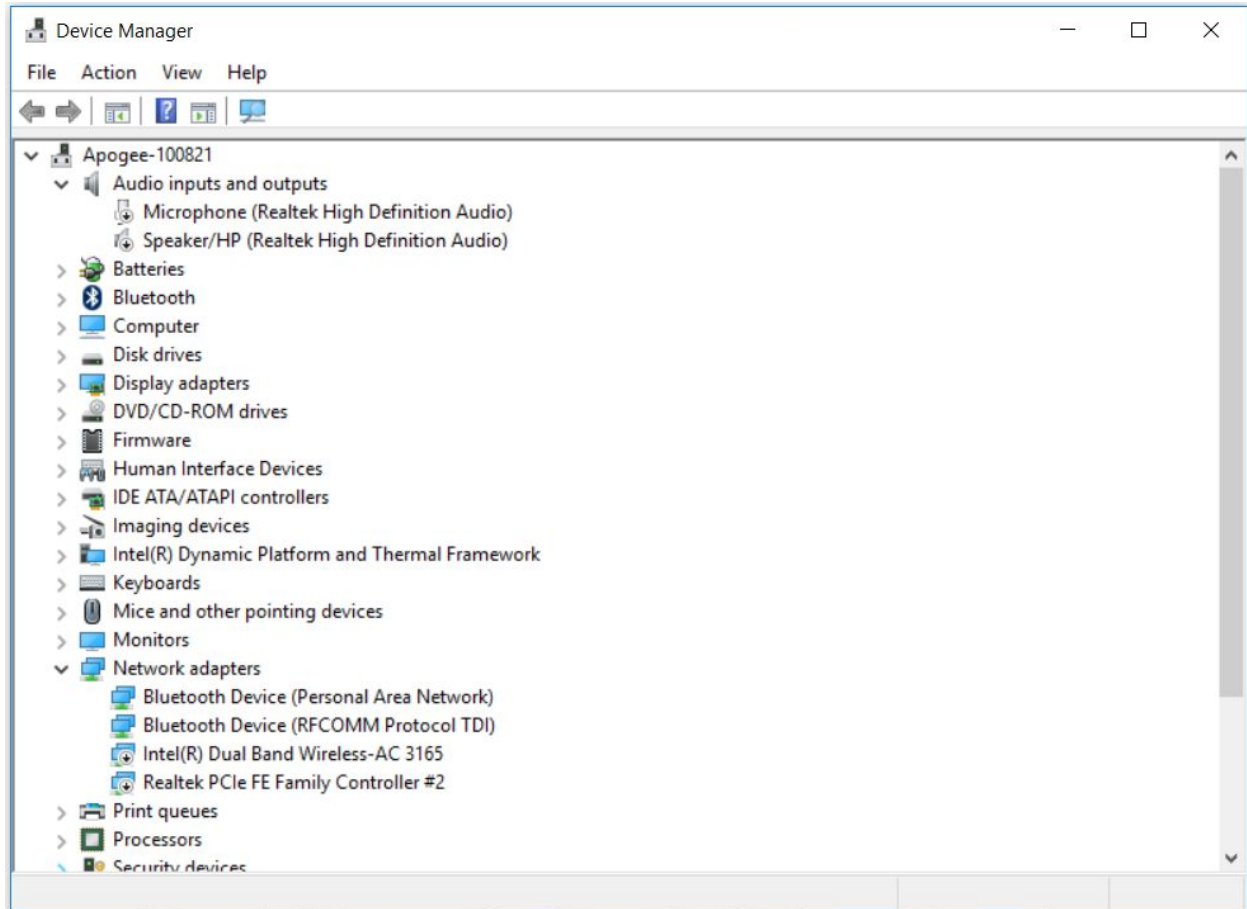 Device Manager
File Action View Help
Apogee-100821
Audio inputs and outputs
Microphone (Realtek High Definition Audio)
Speaker/HP (Realtek High Definition Audio)
Batteries
Bluetooth
Computer
Disk drives
Display adapters
DVD/CD-ROM drives
Firmware
Human Interface Devices
IDE ATA/ATAPI controllers
Imaging devices
Intel(R) Dynamic Platform and Thermal Framework
Keyboards
Mice and other pointing devices
Monitors
Network adapters
Bluetooth Device (Personal Area Network)
Bluetooth Device (RFCOMM Protocol TDI)
Intel(R) Dual Band Wireless-AC 3165
Realtek PCIe FE Family Controller #2
Print queues
Processors
Security devices